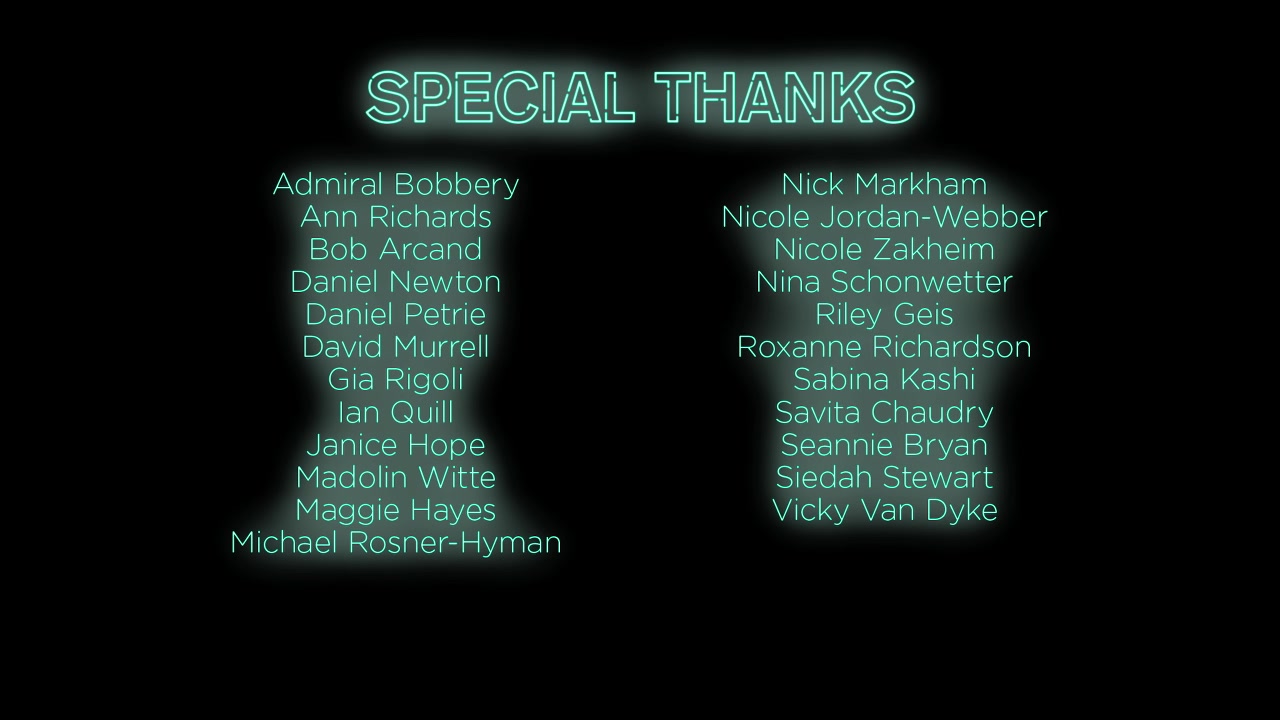 SPECIAL THANKS
Admiral Bobbery
Ann Richards
Bob Arcand
Daniel Newton
Daniel Petrie
David Murrell
Gia Rigoli
Ian Quill
Janice Hope
Madolin Witte
Maggie Hayes
Michael Rosner-Hyman
Nick Markham
Nicole Jordan-Webber
Nicole Zakheim
Nina Schonwetter
Riley Geis
Roxanne Richardson
Sabina Kashi
Savita Chaudry
Seannie Bryan
Siedah Stewart
Vicky Van Dyke